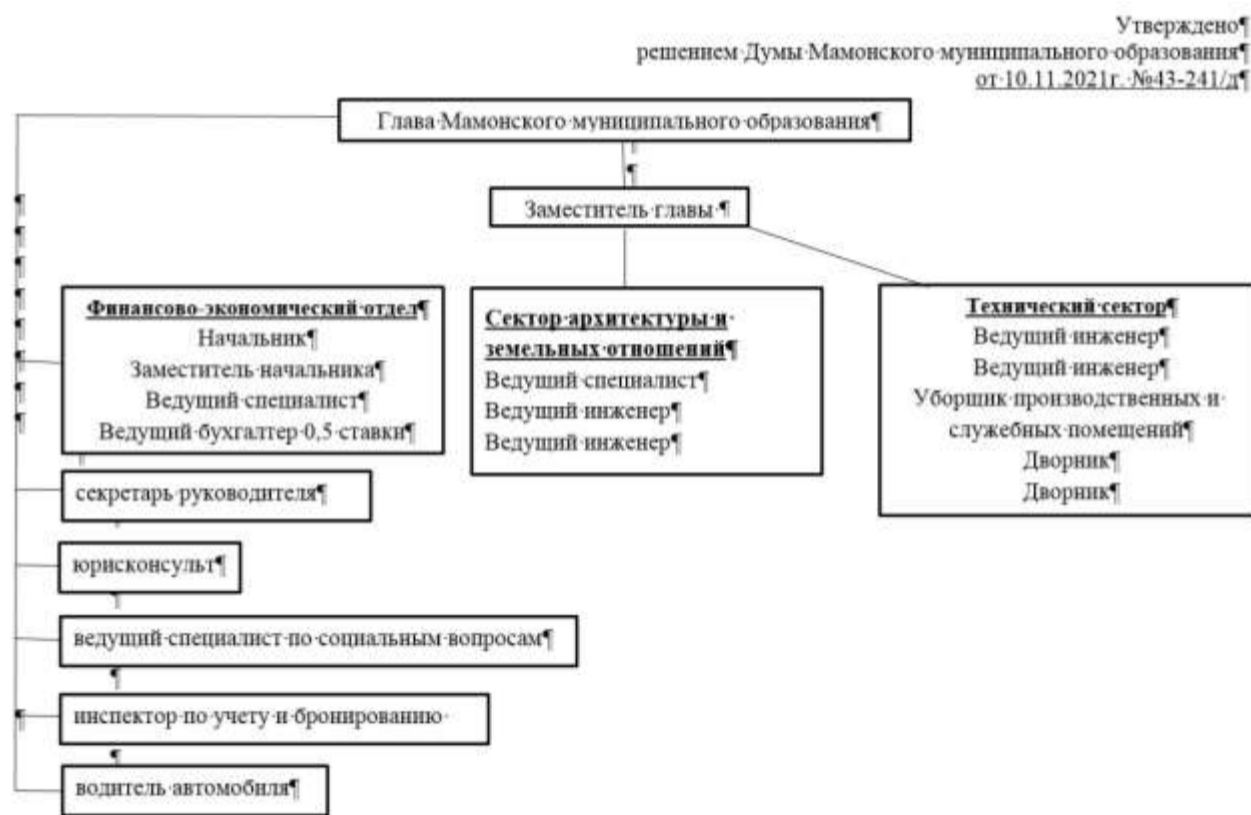 Утверждено¶
решением·Думы·Мамонского·муниципального·образования¶
от·10.11.2021г.·№43-241/д¶
Глава·Мамонского·муниципального·образования¶
Заместитель·главы·¶
Финансово-экономический·отдел¶
Начальник¶
Заместитель·начальника¶
Ведущий·специалист¶
Ведущий·бухгалтер·0,5·ставки¶
Сектор·архитектуры·и·
земельных·отношений¶
Ведущий·специалист¶
Ведущий·инженер¶
Ведущий·инженер¶
Технический·сектор¶
Ведущий·инженер¶
Ведущий·инженер¶
Уборщик·производственных·и·
служебных·помещений¶
Дворник¶
Дворник¶
секретарь·руководителя¶
юрисконсульт¶
ведущий·специалист·по·социальным·вопросам¶
инспектор·по·учету·и·бронированию·
водитель·автомобиля¶